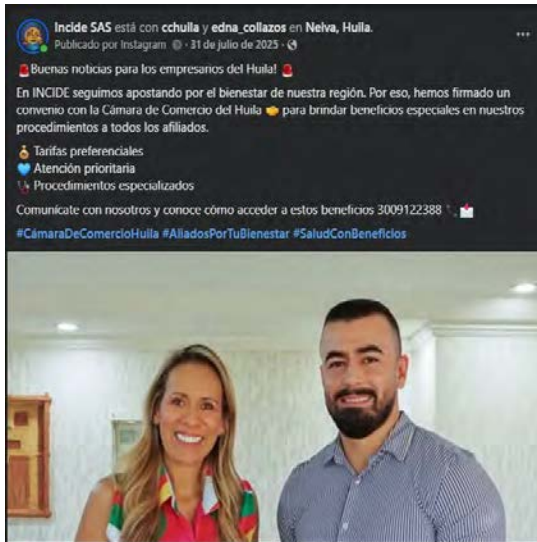 Incide SAS está con cchuila y edna_collazos en Neiva, Huila.
Publicado por Instagram · 31 de julio de 2025 ·
¡Buenas noticias para los empresarios del Huila!
En INCIDE seguimos apostando por el bienestar de nuestra región. Por eso, hemos firmado un
convenio con la Cámara de Comercio del Huila 🤝 para brindar beneficios especiales en nuestros
procedimientos a todos los afiliados.
💰 Tarifas preferenciales
💙 Atención prioritaria
🩺 Procedimientos especializados
Comunícate con nosotros y conoce cómo acceder a estos beneficios 3009122388 📞📩
#CámaraDeComercioHuila #AliadosPorTuBienestar #SaludConBeneficios